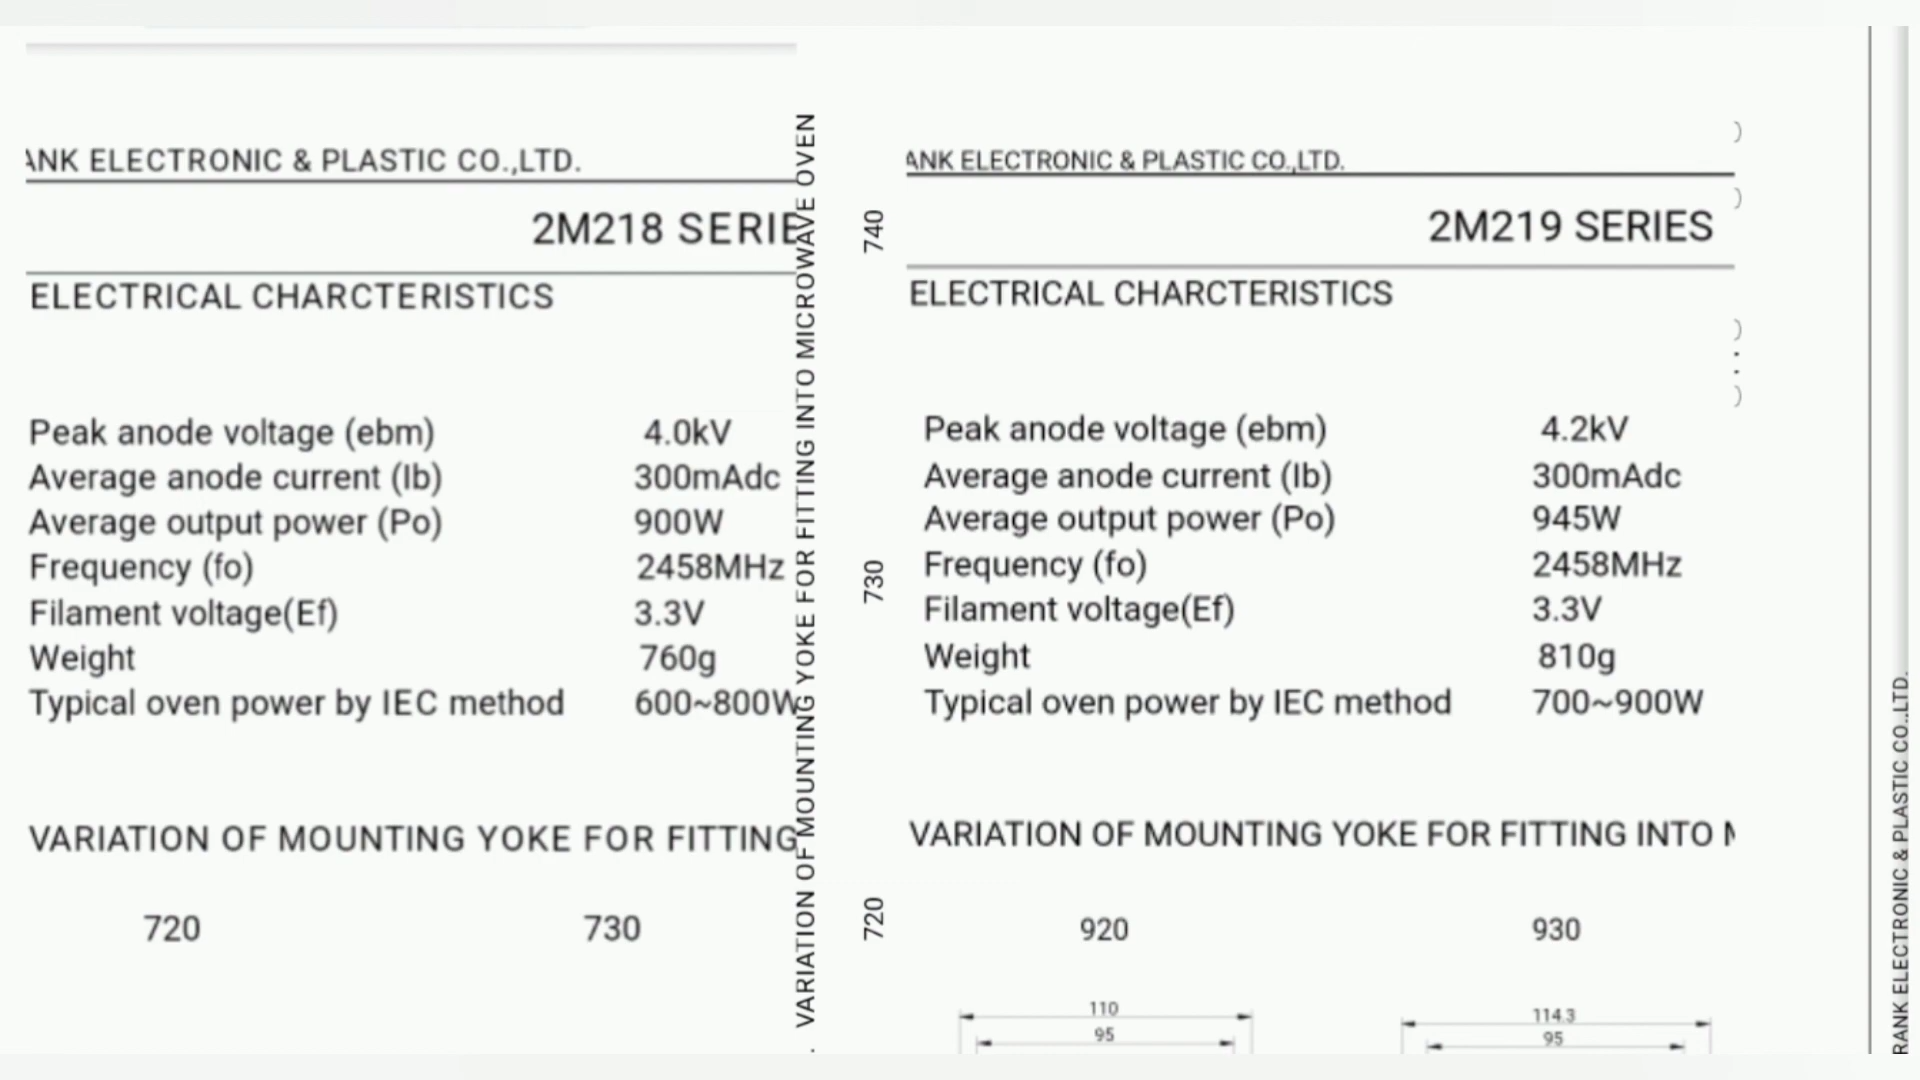 ANK ELECTRONIC & PLASTIC CO.,LTD.
2M218 SERIE
ELECTRICAL CHARCTERISTICS
Peak anode voltage (ebm) 4.0kV
Average anode current (Ib) 300mAdc
Average output power (Po) 900W
Frequency (fo) 2458MHz
Filament voltage(Ef) 3.3V
Weight 760g
Typical oven power by IEC method 600~800W
VARIATION OF MOUNTING YOKE FOR FITTING
720 730
VARIATION OF MOUNTING YOKE FOR FITTING INTO MICROWAVE OVEN
720 730 740
ANK ELECTRONIC & PLASTIC CO.,LTD.
2M219 SERIES
ELECTRICAL CHARCTERISTICS
Peak anode voltage (ebm) 4.2kV
Average anode current (Ib) 300mAdc
Average output power (Po) 945W
Frequency (fo) 2458MHz
Filament voltage(Ef) 3.3V
Weight 810g
Typical oven power by IEC method 700~900W
VARIATION OF MOUNTING YOKE FOR FITTING INTO
920 930
110 114.3
95 95
RANK ELECTRONIC & PLASTIC CO.,LTD.